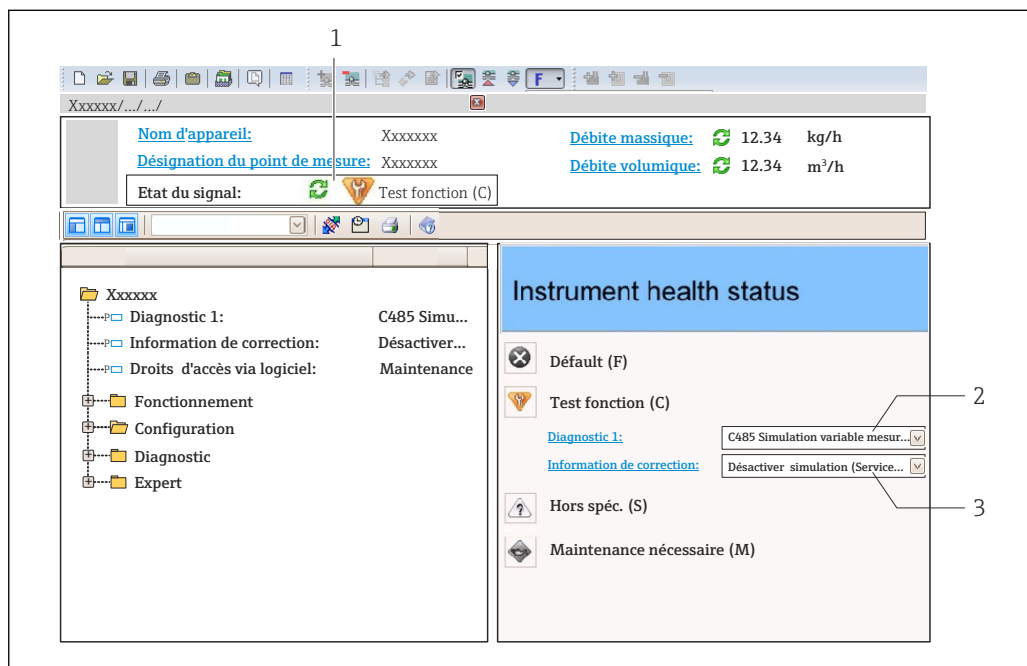 1
F
Xxxxxx/.../.../
Nom d'appareil: Xxxxxxx Débite massique: 12.34 kg/h
Désignation du point de mesure: Xxxxxxx Débite volumique: 12.34 m³/h
Etat du signal: Test fonction (C)
Instrument health status
Xxxxxx
P Diagnostic 1: C485 Simu...
P Information de correction: Désactiver...
P Droits d'accès via logiciel: Maintenance
Fonctionnement
Configuration
Diagnostic
Expert
Défault (F)
Test fonction (C)
2
Diagnostic 1: C485 Simulation variable mesur...
Information de correction: Désactiver simulation (Service...
3
Hors spéc. (S)
Maintenance nécessaire (M)